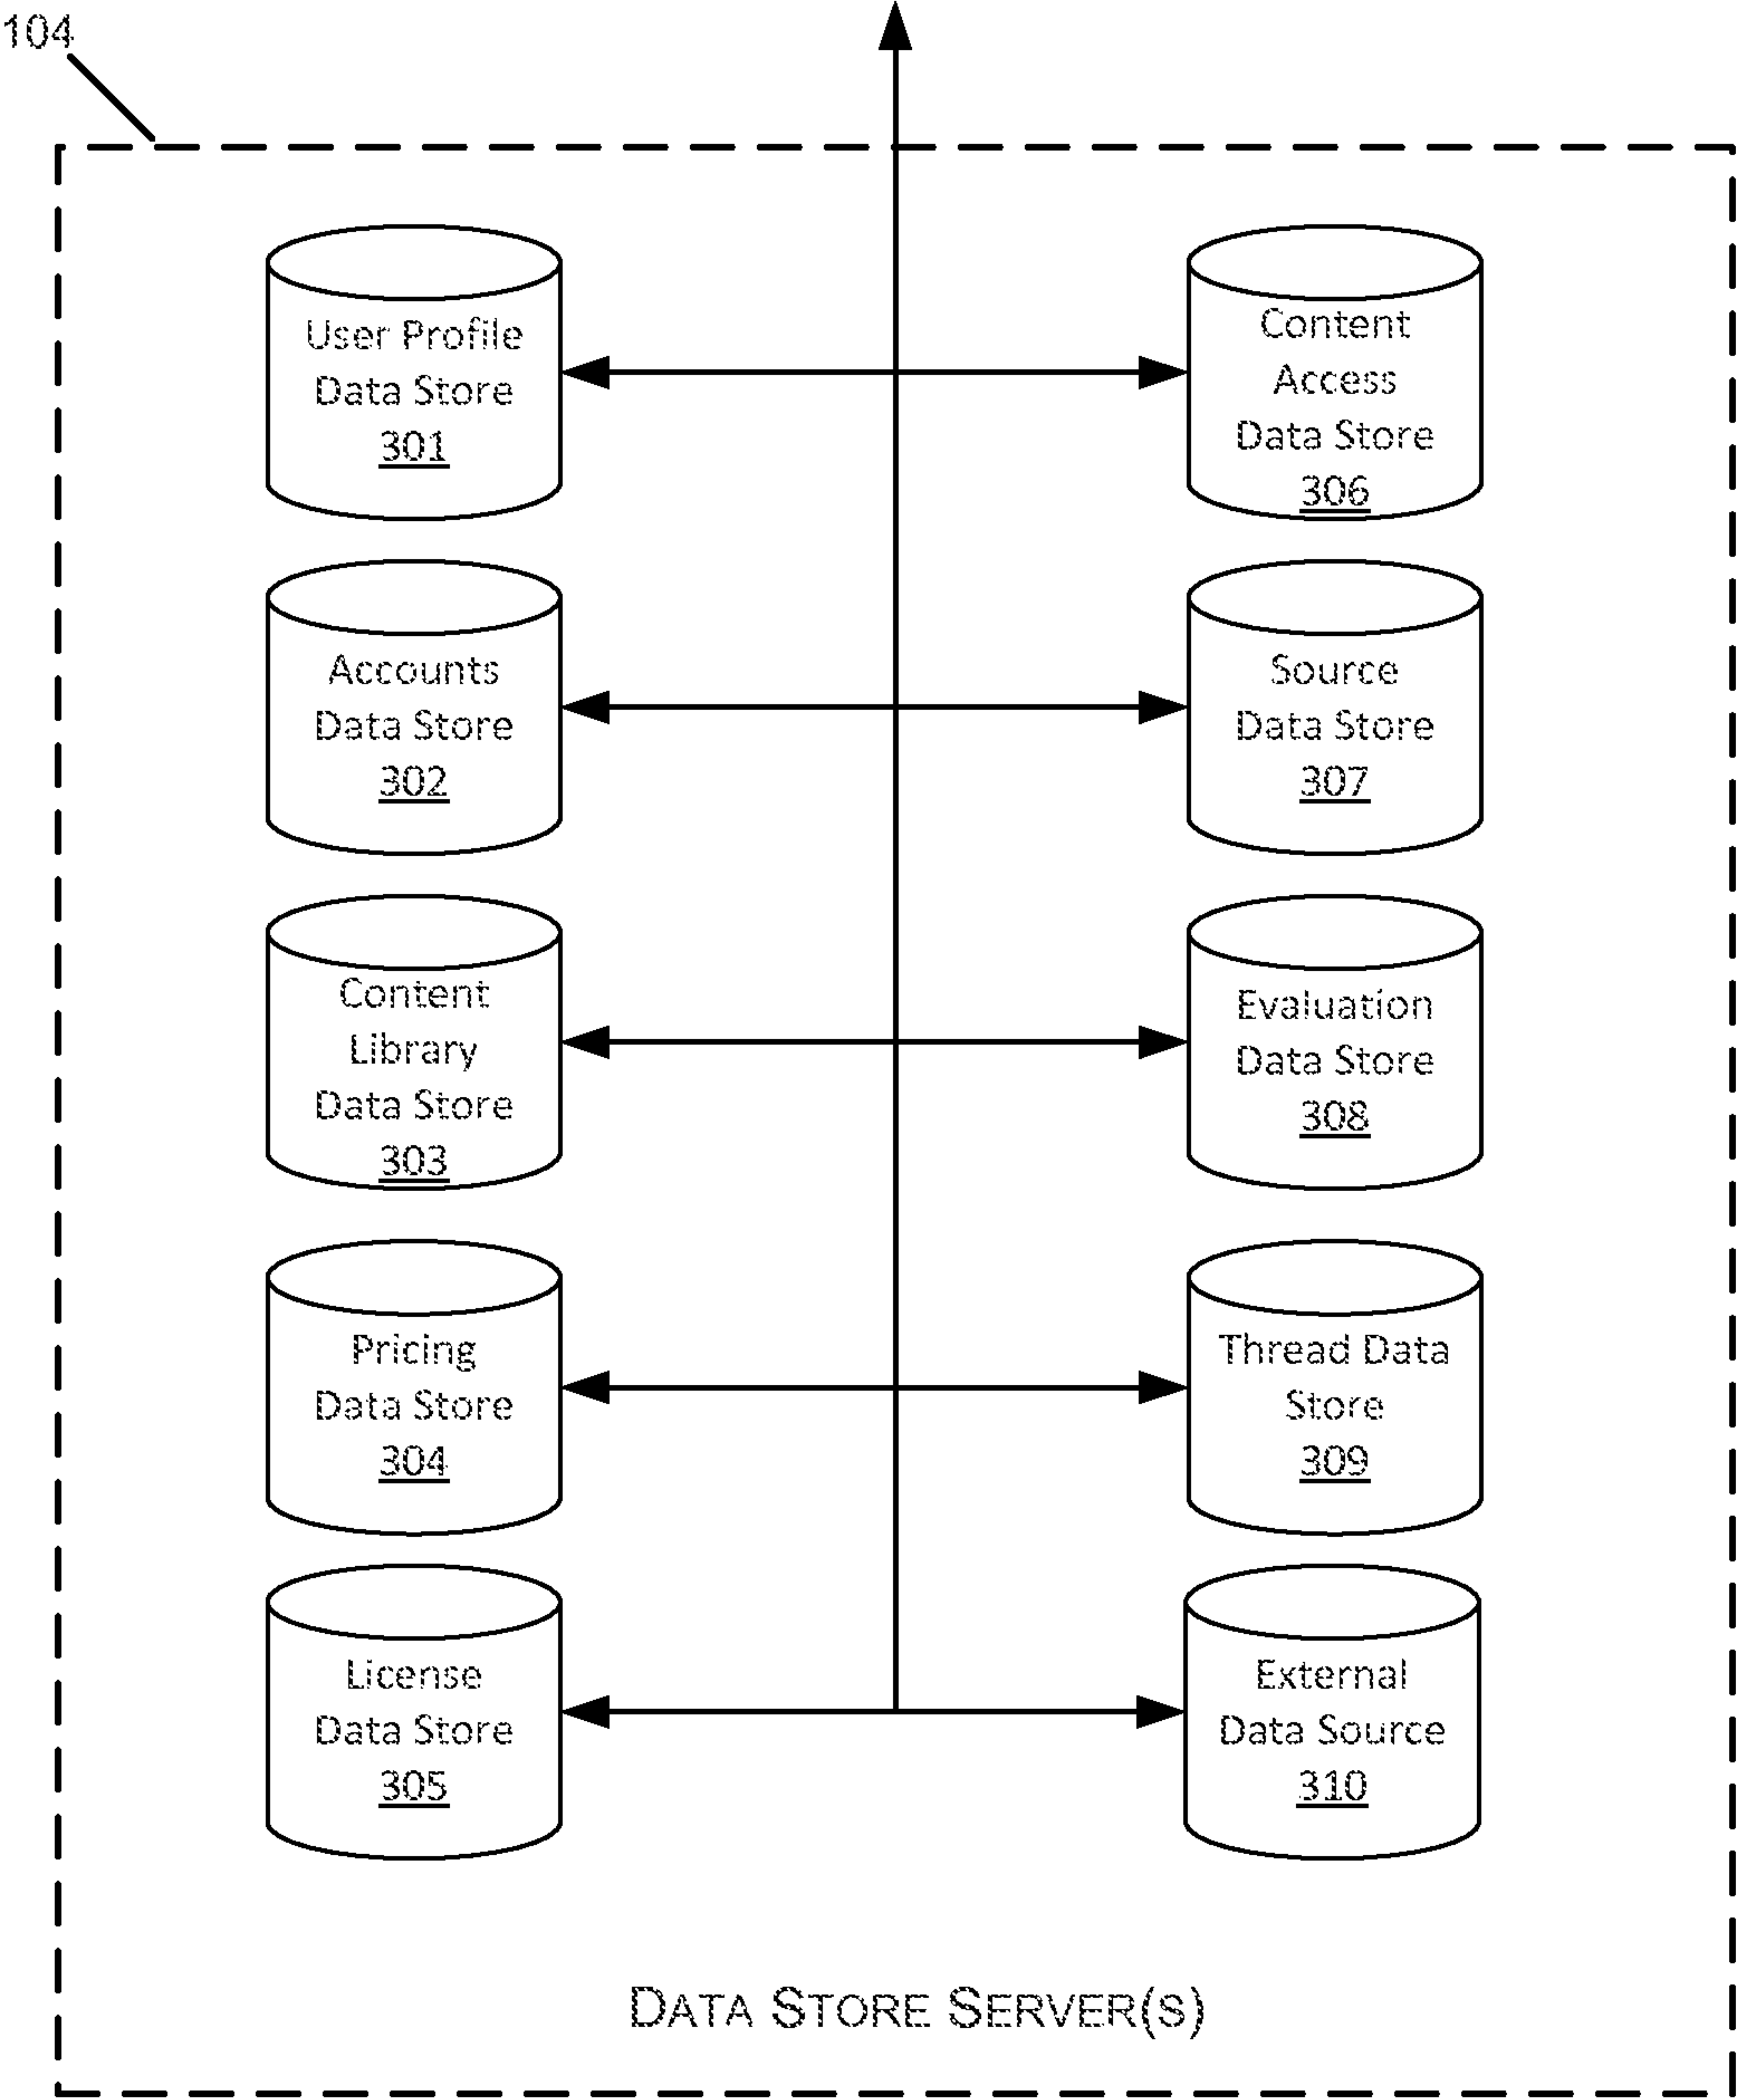 104
User Profile
Data Store
301
Content
Access
Data Store
306
Accounts
Data Store
302
Source
Data Store
307
Content
Library
Data Store
303
Evaluation
Data Store
308
Pricing
Data Store
304
Thread Data
Store
309
License
Data Store
305
External
Data Source
310
DATA STORE SERVER(S)